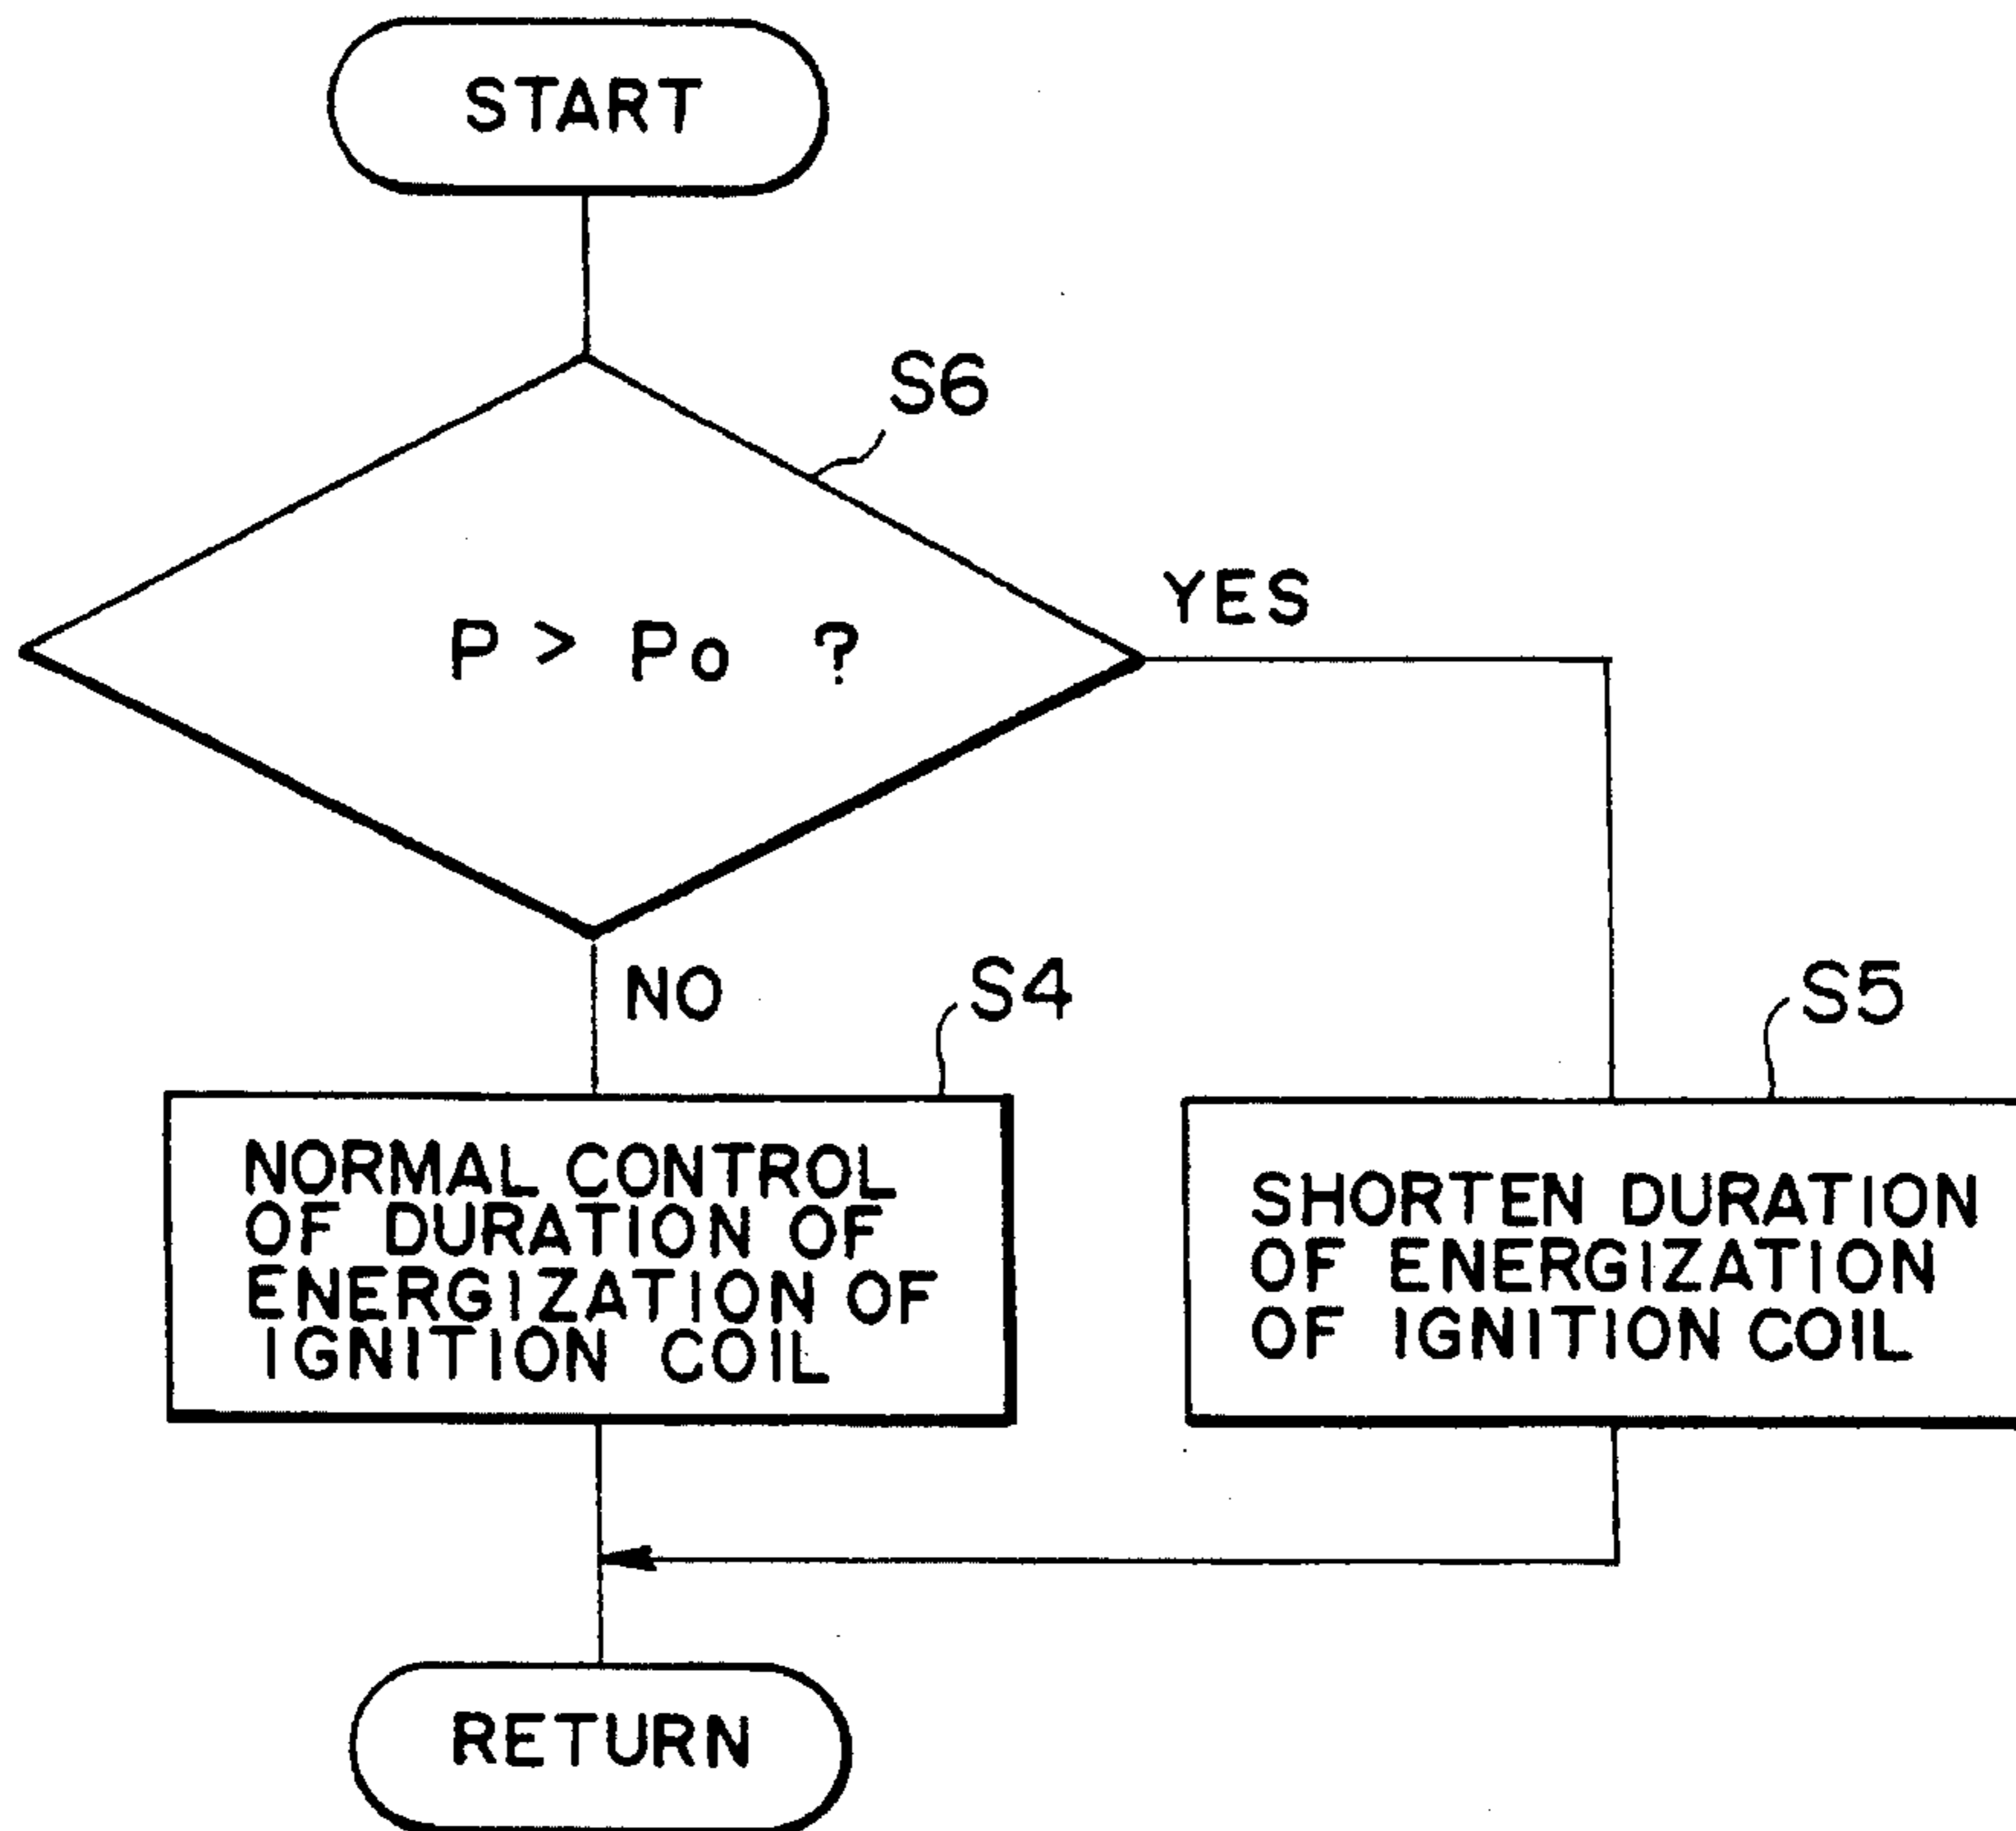 START
S6
P > Po ?
YES
NO
S4
S5
NORMAL CONTROL
OF DURATION OF
ENERGIZATION OF
IGNITION COIL
SHORTEN DURATION
OF ENERGIZATION
OF IGNITION COIL
RETURN